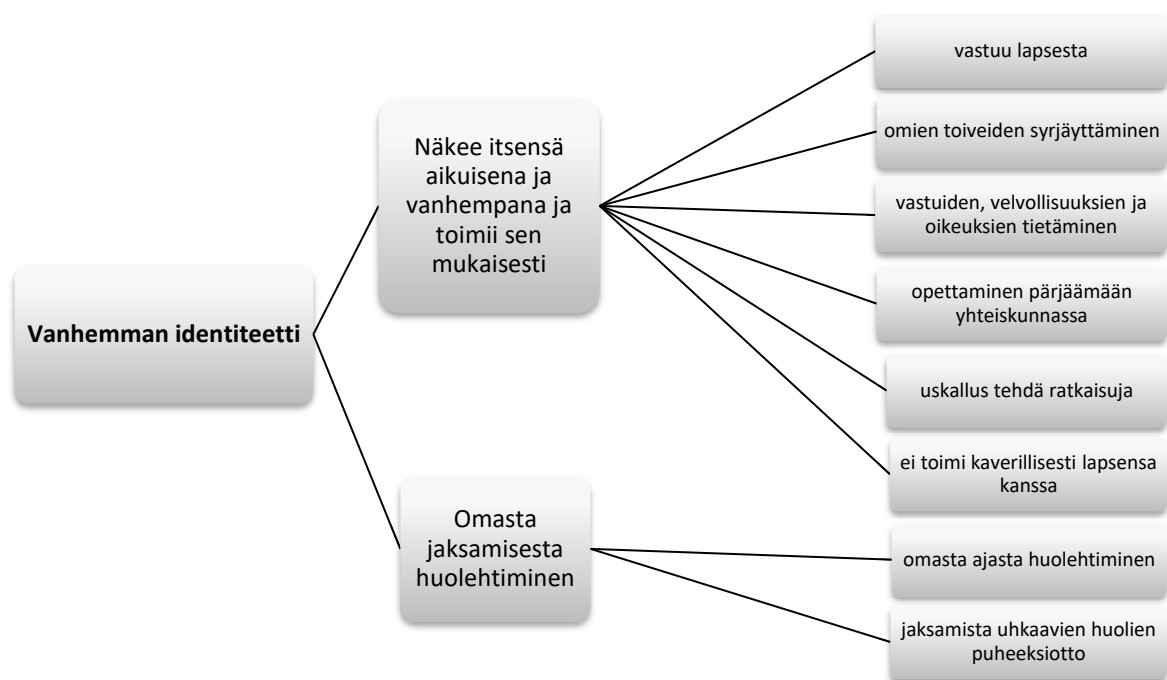 Vanhemman identiteetti
Näkee itsensä
aikuisena ja
vanhempana ja
toimii sen
mukaisesti
vastuu lapsesta
omien toiveiden syrjäyttäminen
vastuiden, velvollisuuksien ja
oikeuksien tietäminen
opettaminen pärjäämään
yhteiskunnassa
uskallus tehdä ratkaisuja
ei toimi kaverillisesti lapsensa
kanssa
Omasta
jaksamisesta
huolehtiminen
omasta ajasta huolehtiminen
jaksamista uhkaavien huolien
puheeksiotto